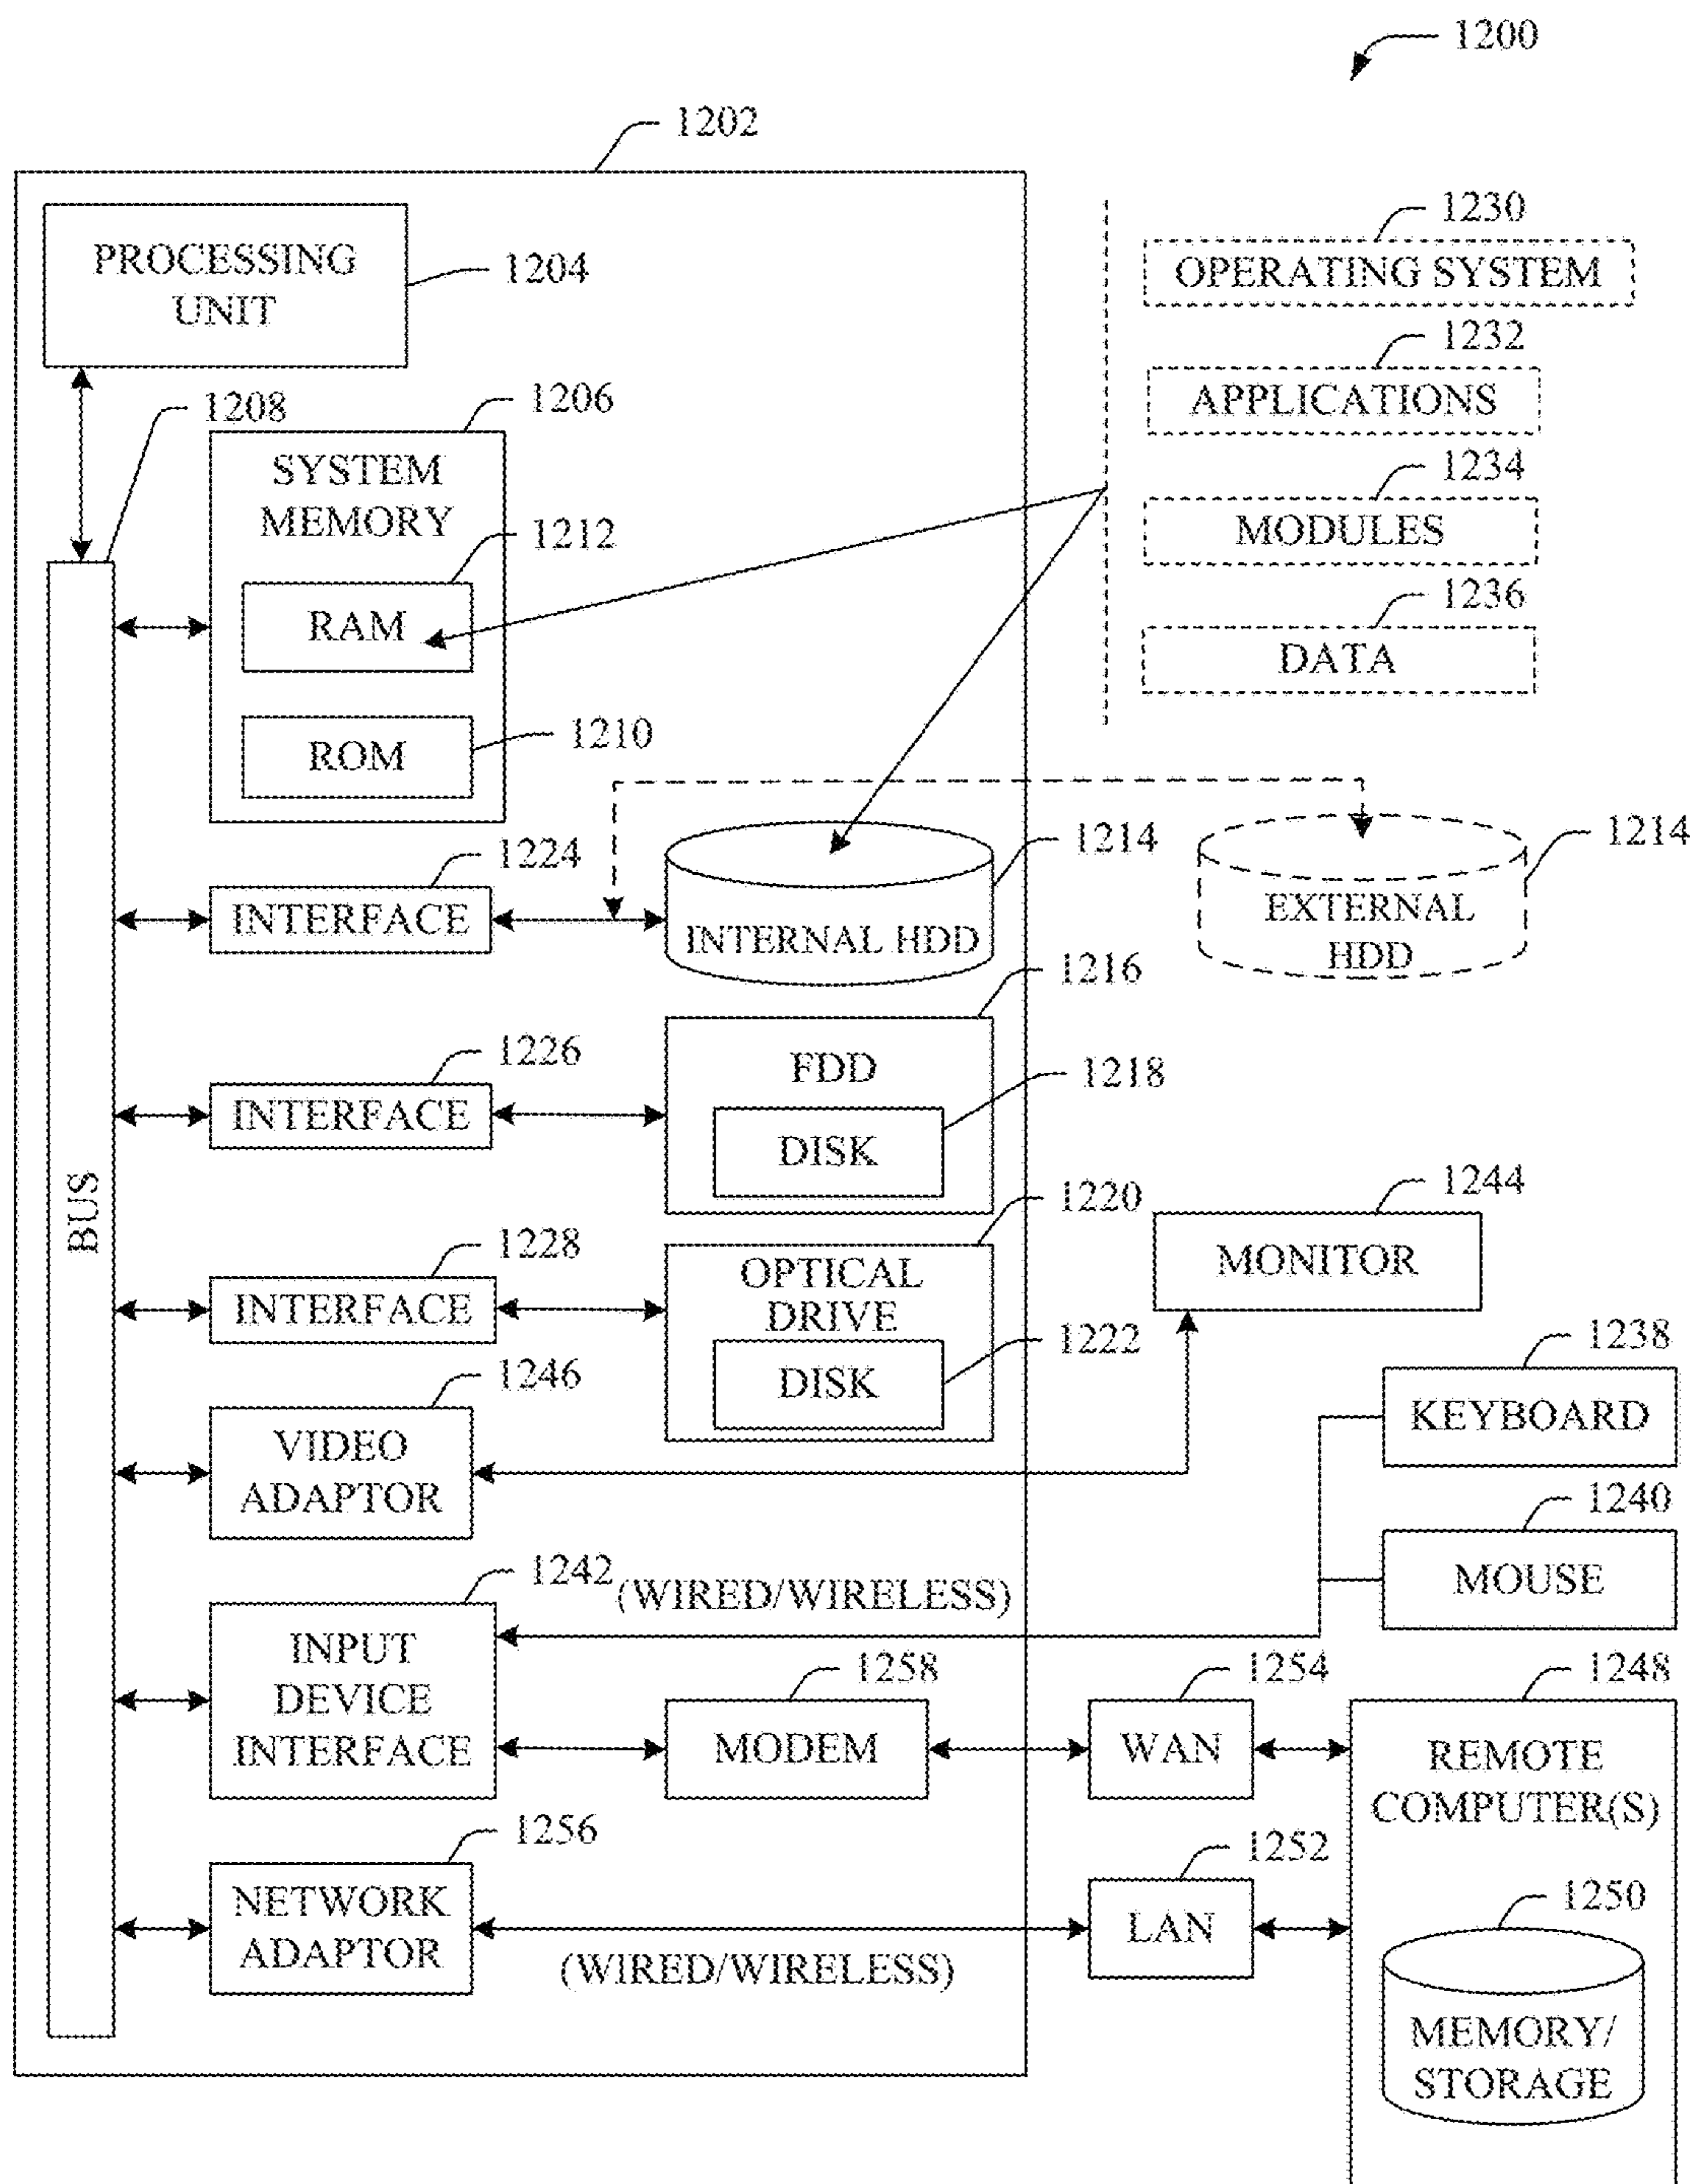 1200
1202
PROCESSING
UNIT
1204
1230
OPERATING SYSTEM
1232
APPLICATIONS
1234
MODULES
1236
DATA
1208
1206
SYSTEM
MEMORY
1212
RAM
1210
ROM
1224
INTERFACE
1214
INTERNAL HDD
1214
EXTERNAL
HDD
1216
FDD
1218
DISK
1226
INTERFACE
BUS
1220
OPTICAL
DRIVE
1222
DISK
1228
INTERFACE
1244
MONITOR
1246
VIDEO
ADAPTOR
1238
KEYBOARD
1240
MOUSE
1242
(WIRED/WIRELESS)
INPUT
DEVICE
INTERFACE
1258
MODEM
1254
WAN
1248
REMOTE
COMPUTER(S)
1256
NETWORK
ADAPTOR
(WIRED/WIRELESS)
1252
LAN
1250
MEMORY/
STORAGE